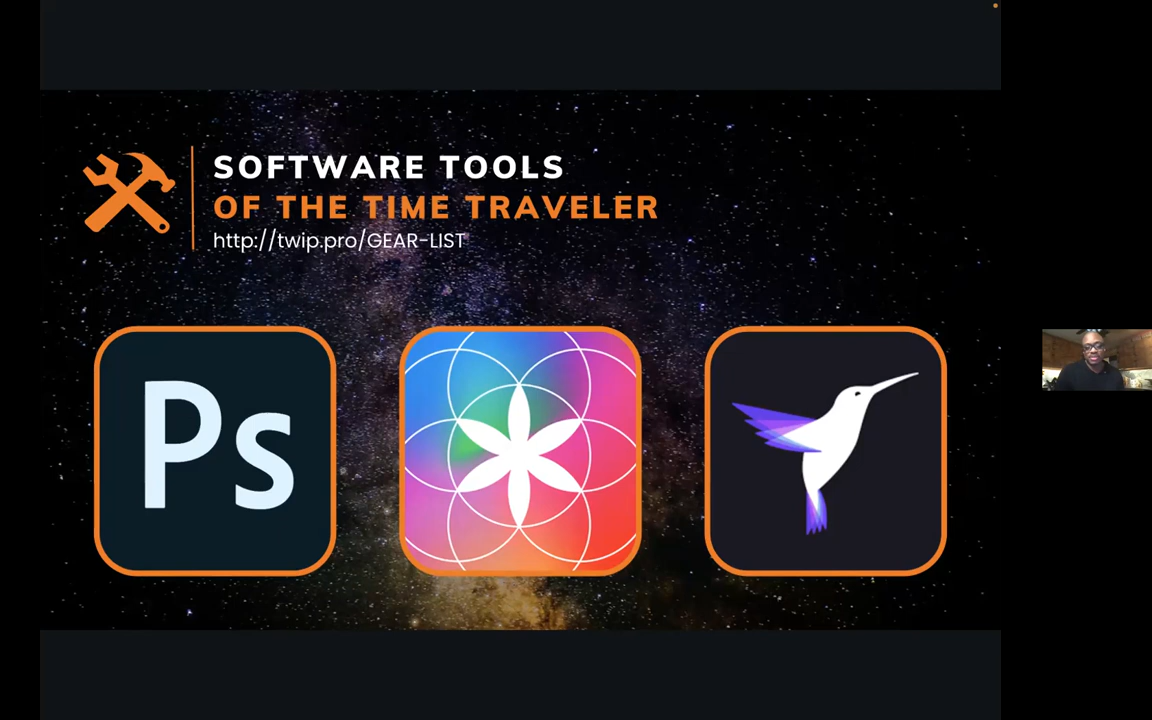 SOFTWARE TOOLS
OF THE TIME TRAVELER
http://twip.pro/GEAR-LIST
Ps